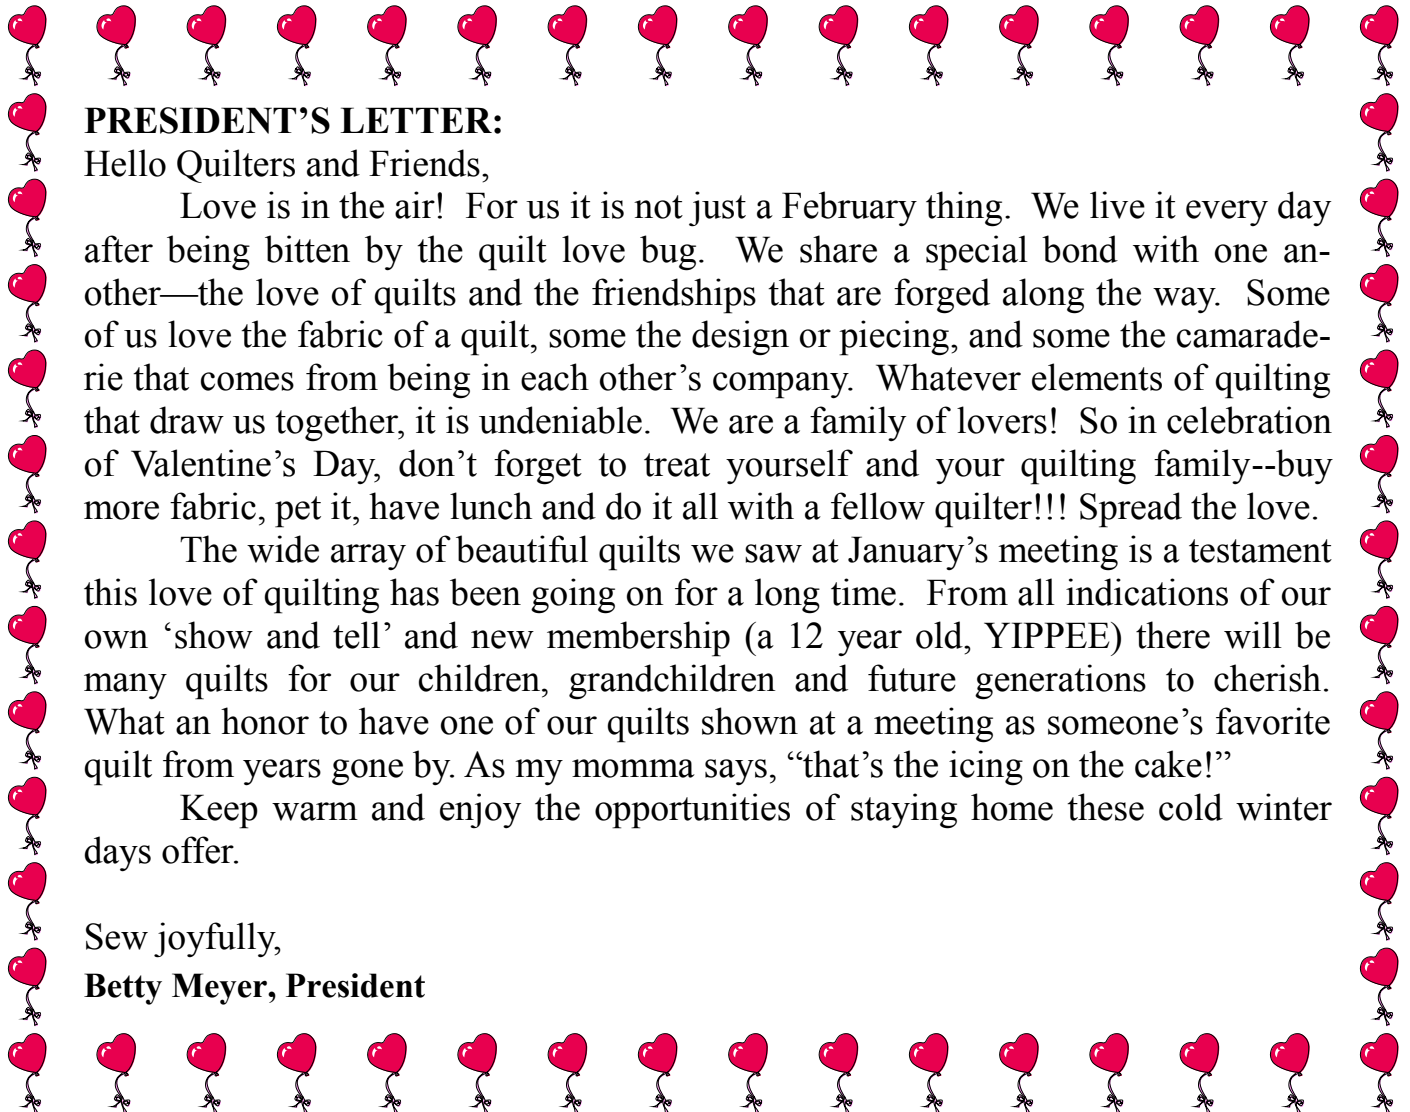 PRESIDENT’S LETTER:
Hello Quilters and Friends,
Love is in the air!  For us it is not just a February thing.  We live it every day
after being bitten by the quilt love bug.  We share a special bond with one an-
other—the love of quilts and the friendships that are forged along the way.  Some
of us love the fabric of a quilt, some the design or piecing, and some the camarade-
rie that comes from being in each other’s company.  Whatever elements of quilting
that draw us together, it is undeniable.  We are a family of lovers!  So in celebration
of Valentine’s Day, don’t forget to treat yourself and your quilting family--buy
more fabric, pet it, have lunch and do it all with a fellow quilter!!! Spread the love.
The wide array of beautiful quilts we saw at January’s meeting is a testament
this love of quilting has been going on for a long time.  From all indications of our
own ‘show and tell’ and new membership (a 12 year old, YIPPEE) there will be
many quilts for our children, grandchildren and future generations to cherish.
What an honor to have one of our quilts shown at a meeting as someone’s favorite
quilt from years gone by. As my momma says, “that’s the icing on the cake!”
Keep warm and enjoy the opportunities of staying home these cold winter
days offer.
Sew joyfully,
Betty Meyer, President